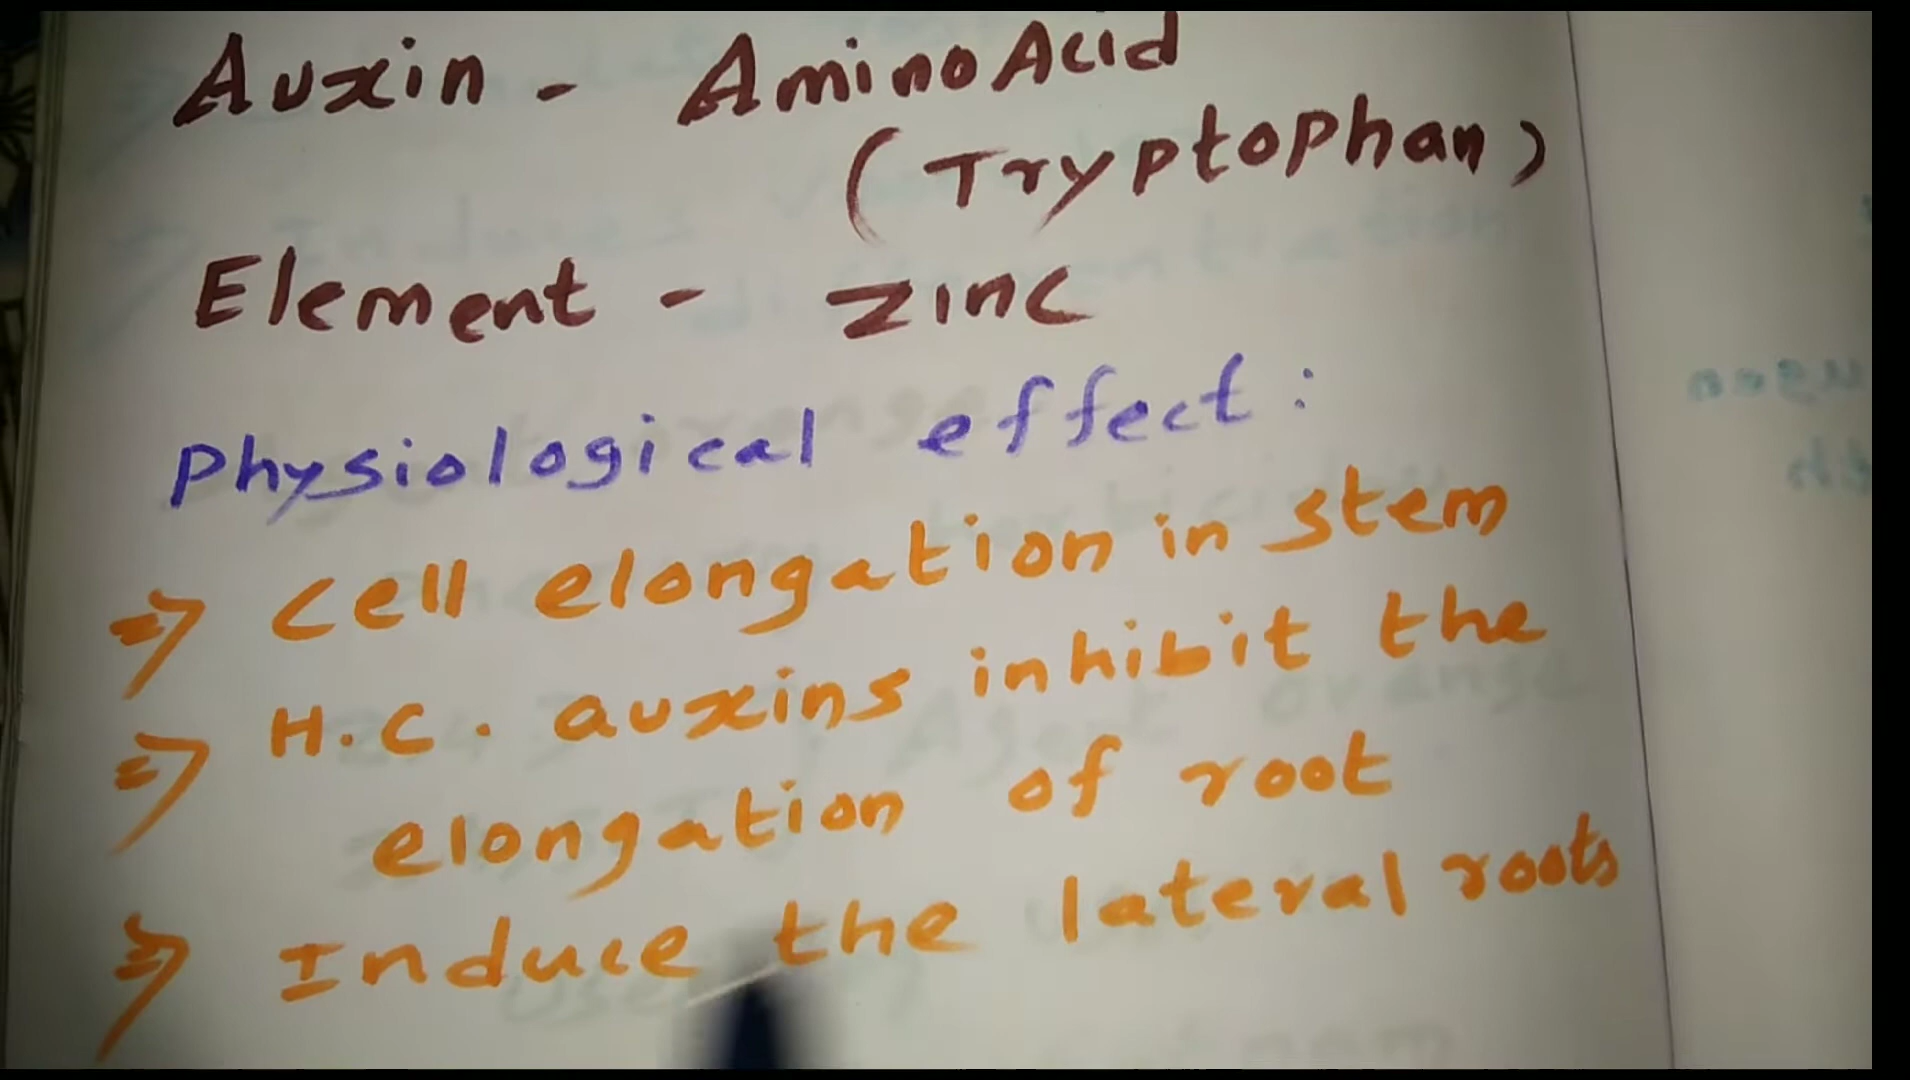 Auxin - Amino Acid
(Tryptophan)
Element - Zinc
Physiological effect:
⇒ Cell elongation in stem
⇒ H.C. auxins inhibit the
elongation of root
⇒ Induce the lateral roots